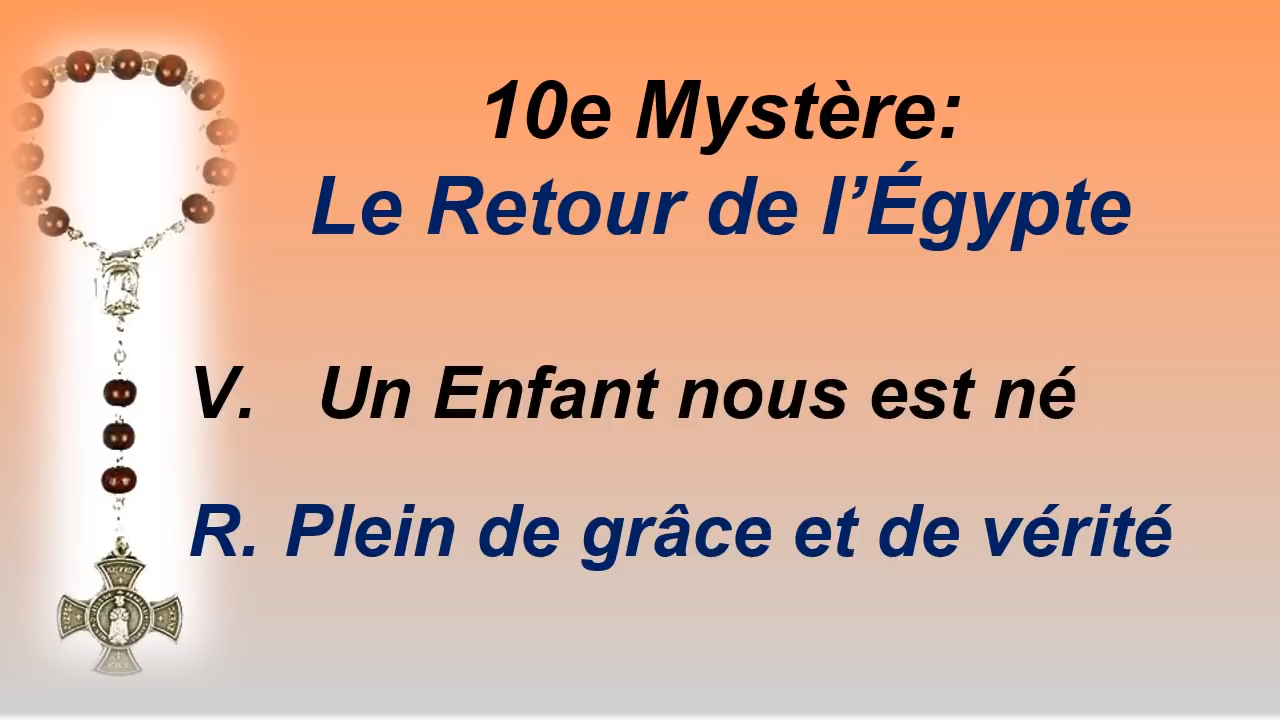 10e Mystère:
Le Retour de l’Égypte
V. Un Enfant nous est né
R. Plein de grâce et de vérité